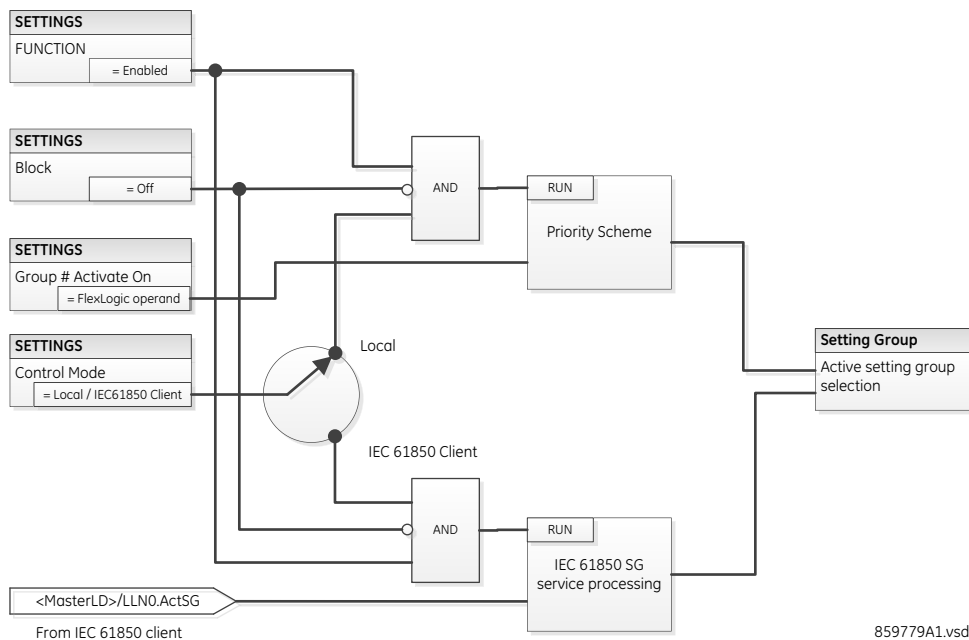 SETTINGS
FUNCTION
= Enabled
SETTINGS
Block
= Off
SETTINGS
Group # Activate On
= FlexLogic operand
SETTINGS
Control Mode
= Local / IEC61850 Client
AND
RUN
Priority Scheme
Local
Setting Group
Active setting group
selection
IEC 61850 Client
AND
RUN
IEC 61850 SG
service processing
<MasterLD>/LLN0.ActSG
From IEC 61850 client
859779A1.vsd